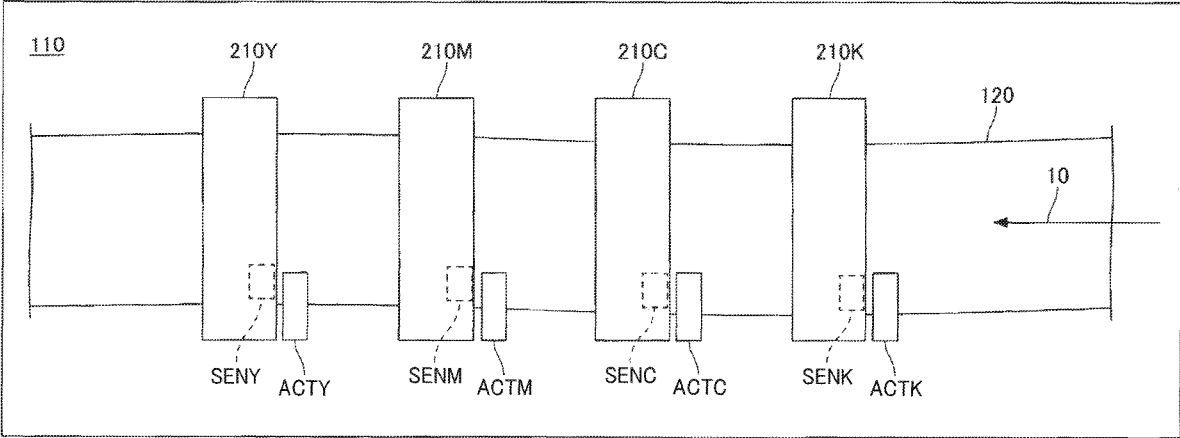 110
210Y
210M
210C
210K
120
10
SENY
ACTY
SENM
ACTM
SENC
ACTC
SENK
ACTK